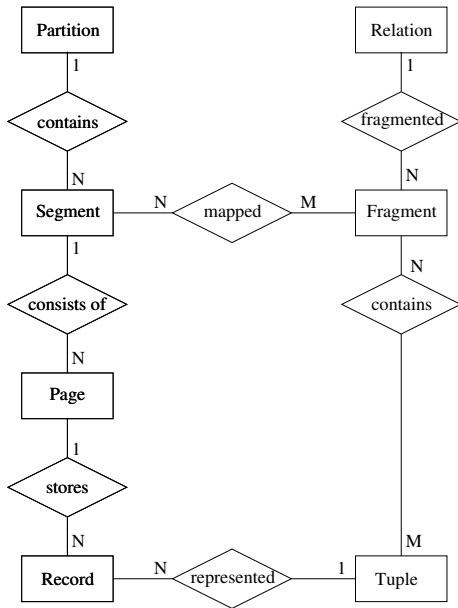 Partition
Relation
1
1
contains
fragmented
N
N
Segment
N
mapped
M
Fragment
1
N
consists of
contains
N
Page
1
stores
N
M
Record
N
represented
1
Tuple